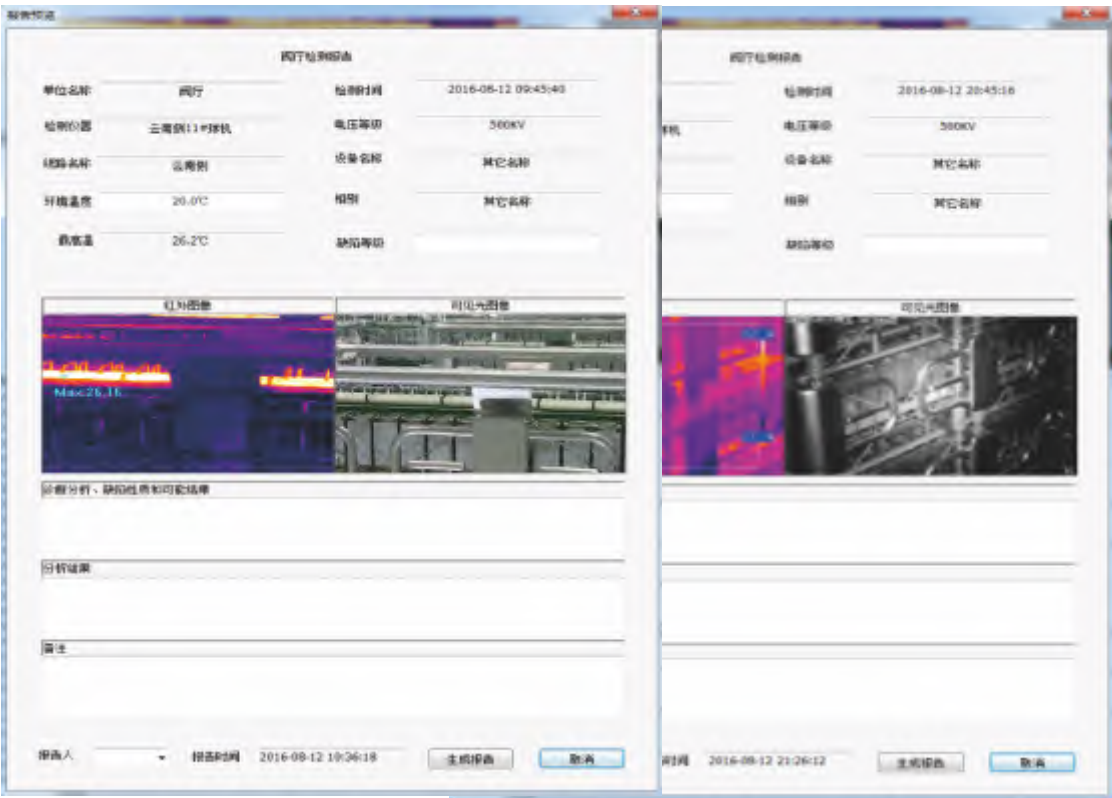 报告预览
阀厅检测报告
单位名称 阀厅 检测时间 2016-08-12 09:45:40
检测仪器 云南侧11#球机 电压等级 500KV
线路名称 云南侧 设备名称 其它名称
环境温度 20.0℃ 相别 其它名称
最高温 26.2℃ 缺陷等级
红外图像 可见光图像
Max:26.16
诊断分析、缺陷性质和可能结果
分析结果
备注
报告人 报告时间 2016-08-12 10:36:18 生成报告 取消
阀厅检测报告
检测时间 2016-08-12 20:45:16
球机 电压等级 500KV
设备名称 其它名称
相别 其它名称
缺陷等级
可见光图像
时间 2016-08-12 21:26:12 生成报告 取消